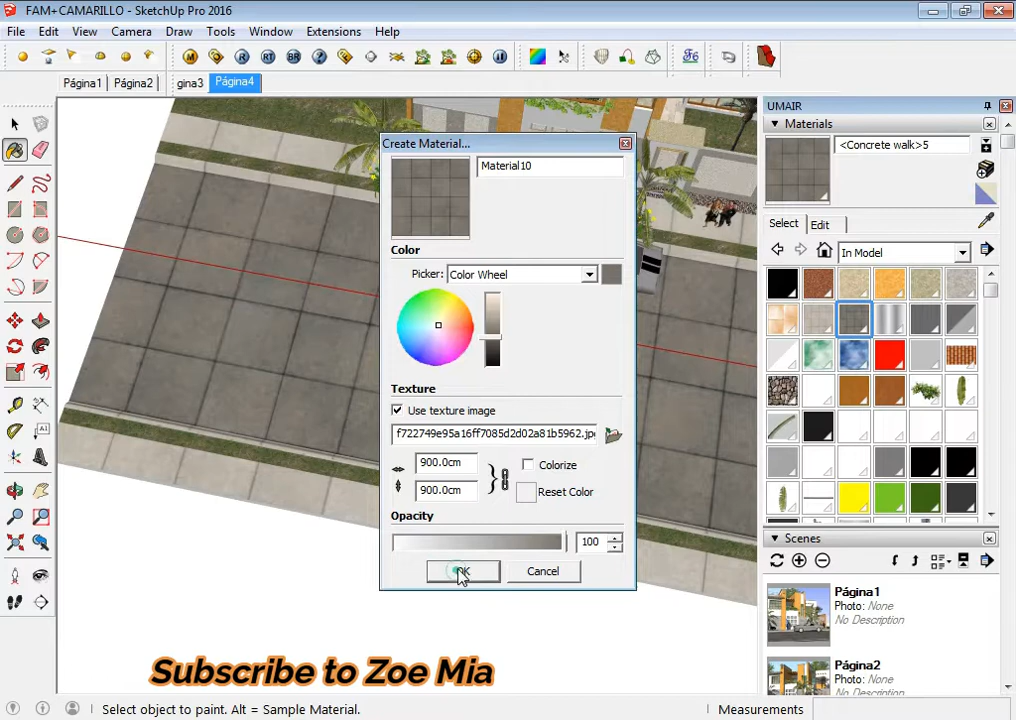 FAM+CAMARILLO - SketchUp Pro 2016
File Edit View Camera Draw Tools Window Extensions Help
Página1 Página2 gina3 Página4
UMAIR
Materials
<Concrete walk>5
Select Edit
In Model
Create Material...
Material10
Color
Picker: Color Wheel
Texture
Use texture image
f722749e95a16ff7085d2d02a81b5962.jpg
900.0cm
Colorize
900.0cm
Reset Color
Opacity
100
OK Cancel
Scenes
Página1
Photo: None
No Description
Página2
Photo: None
No Description
Subscribe to Zoe Mia
Select object to paint. Alt = Sample Material.
Measurements